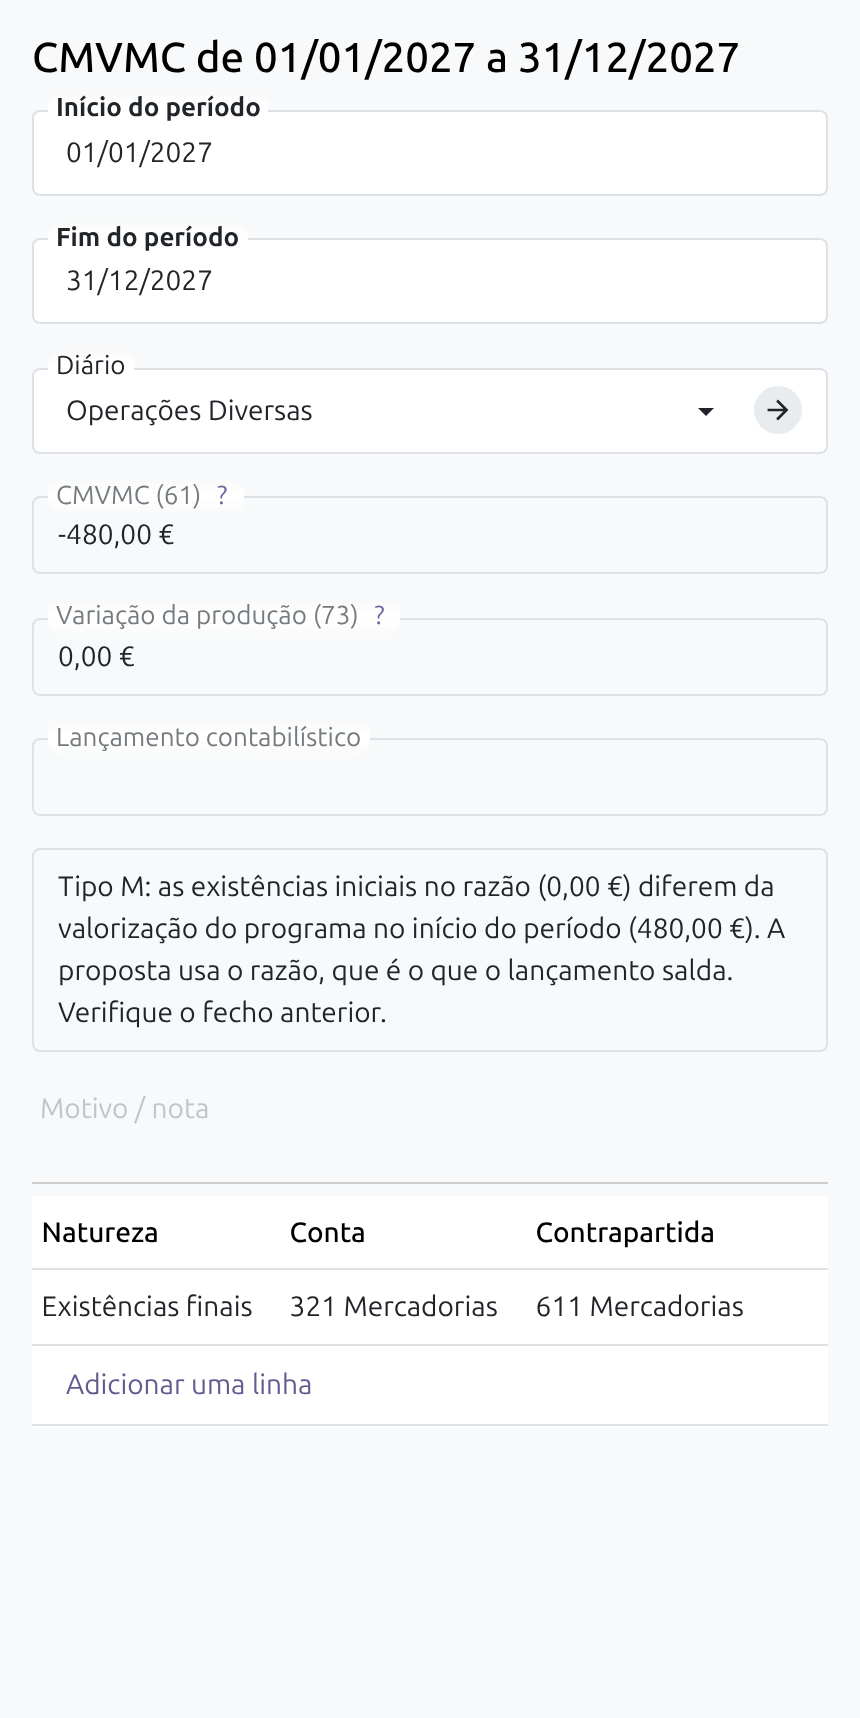 CMVMC de 01/01/2027 a 31/12/2027
Início do período
01/01/2027
Fim do período
31/12/2027
Diário
Operações Diversas
CMVMC (61) ?
-480,00 €
Variação da produção (73) ?
0,00 €
Lançamento contabilístico
Tipo M: as existências iniciais no razão (0,00 €) diferem da
valorização do programa no início do período (480,00 €). A
proposta usa o razão, que é o que o lançamento salda.
Verifique o fecho anterior.
Motivo / nota
Natureza Conta Contrapartida
Existências finais 321 Mercadorias 611 Mercadorias
Adicionar uma linha